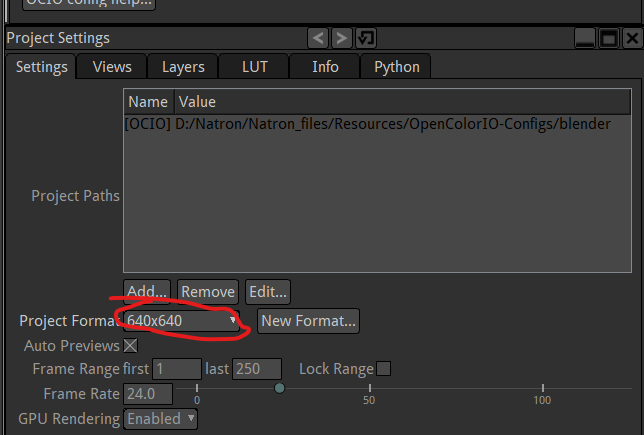 OCIO config help...
Project Settings
Settings Views Layers LUT Info Python
Name Value
[OCIO] D:/Natron/Natron_files/Resources/OpenColorIO-Configs/blender
Project Paths
Add... Remove Edit...
Project Format 640x640 New Format...
Auto Previews
Frame Range first 1 last 250 Lock Range
Frame Rate 24.0 0 50 100
GPU Rendering Enabled